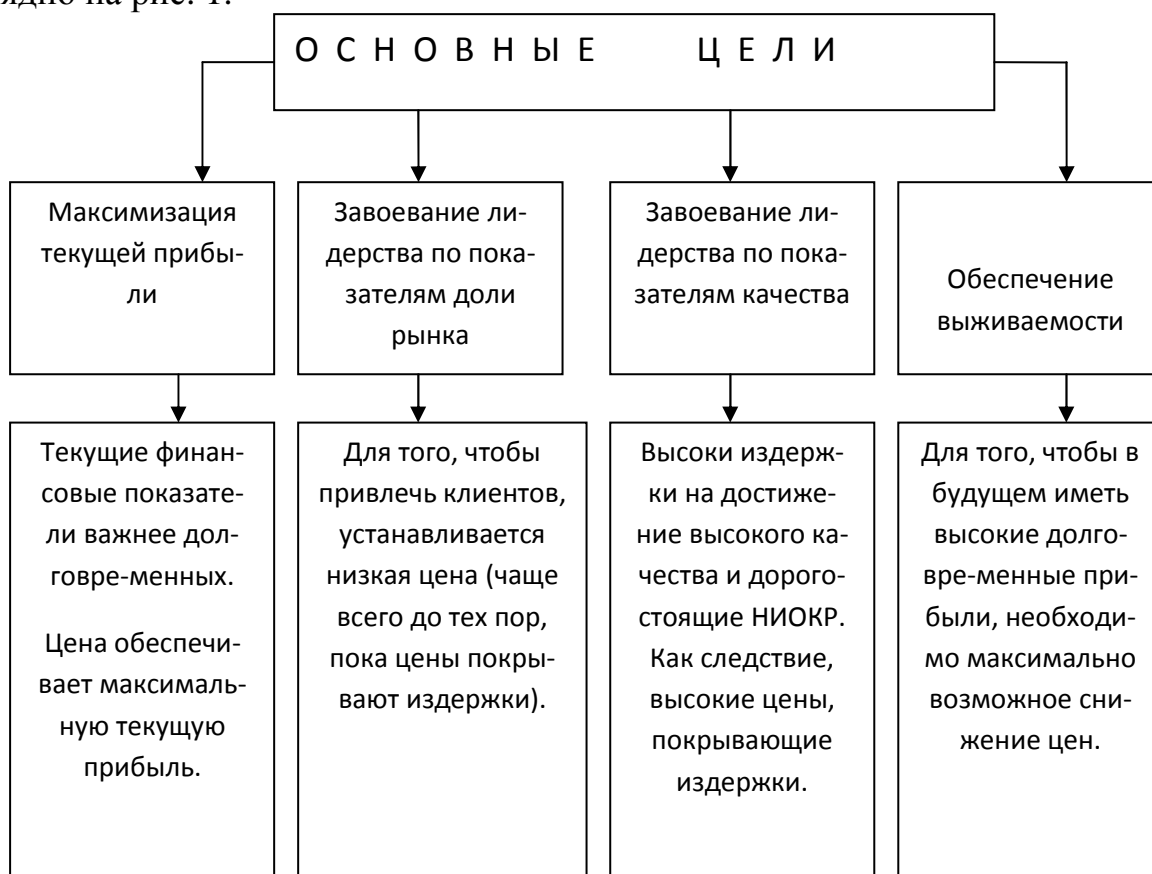 ядно на рис. 1.
О С Н О В Н Ы Е Ц Е Л И
Максимизация
текущей прибы-
ли
Завоевание ли-
дерства по пока-
зателям доли
рынка
Завоевание ли-
дерства по пока-
зателям качества
Обеспечение
выживаемости
Текущие финан-
совые показате-
ли важнее дол-
говре-менных.
Цена обеспечи-
вает максималь-
ную текущую
прибыль.
Для того, чтобы
привлечь клиентов,
устанавливается
низкая цена (чаще
всего до тех пор,
пока цены покры-
вают издержки).
Высоки издерж-
ки на достиже-
ние высокого ка-
чества и дорого-
стоящие НИОКР.
Как следствие,
высокие цены,
покрывающие
издержки.
Для того, чтобы в
будущем иметь
высокие долго-
вре-менные при-
были, необходи-
мо максимально
возможное сни-
жение цен.